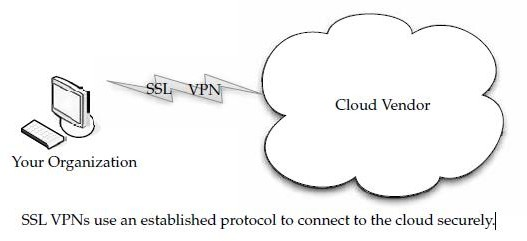 SSL VPN
Cloud Vendor
Your Organization
SSL VPNs use an established protocol to connect to the cloud securely.